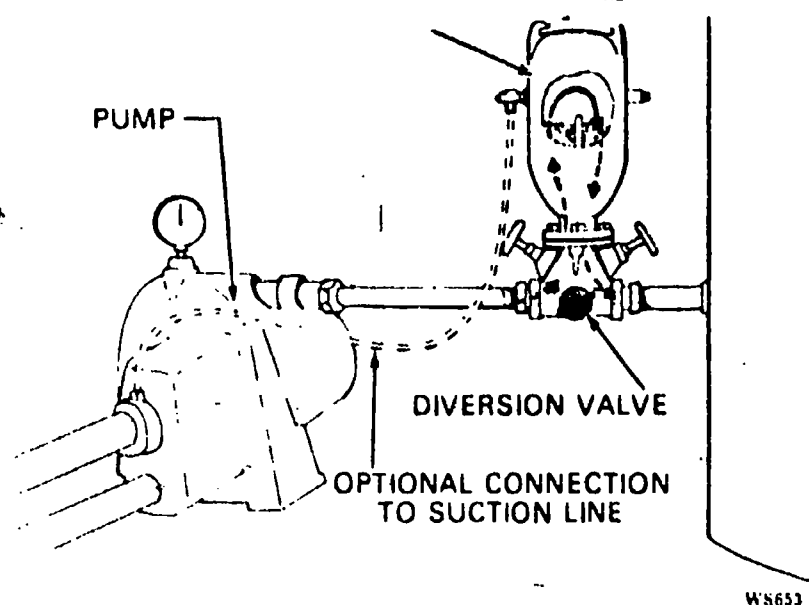 PUMP
DIVERSION VALVE
OPTIONAL CONNECTION
TO SUCTION LINE
WS653